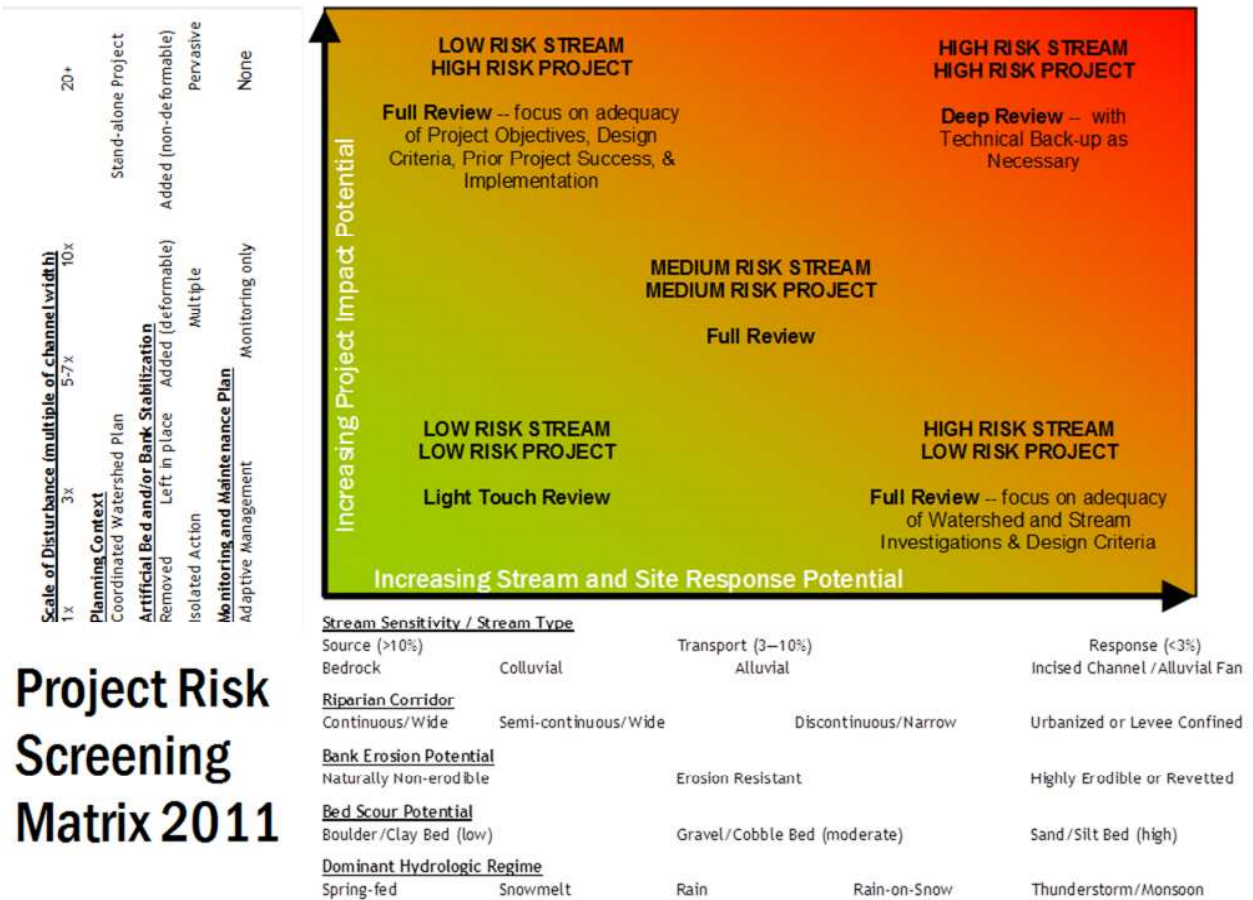 Scale of Disturbance (multiple of channel width)
1x 3x 5-7x 10x 20+
Planning Context
Coordinated Watershed Plan Stand-alone Project
Artificial Bed and/or Bank Stabilization
Removed Left in place Added (deformable) Added (non-deformable)
Isolated Action Multiple Pervasive
Monitoring and Maintenance Plan
Adaptive Management Monitoring only None
Increasing Project Impact Potential
LOW RISK STREAM
HIGH RISK PROJECT
Full Review -- focus on adequacy
of Project Objectives, Design
Criteria, Prior Project Success, &
Implementation
HIGH RISK STREAM
HIGH RISK PROJECT
Deep Review -- with
Technical Back-up as
Necessary
MEDIUM RISK STREAM
MEDIUM RISK PROJECT
Full Review
LOW RISK STREAM
LOW RISK PROJECT
Light Touch Review
HIGH RISK STREAM
LOW RISK PROJECT
Full Review -- focus on adequacy
of Watershed and Stream
Investigations & Design Criteria
Increasing Stream and Site Response Potential
Stream Sensitivity / Stream Type
Source (>10%) Transport (3—10%) Response (<3%)
Bedrock Colluvial Alluvial Incised Channel /Alluvial Fan
Riparian Corridor
Continuous/Wide Semi-continuous/Wide Discontinuous/Narrow Urbanized or Levee Confined
Bank Erosion Potential
Naturally Non-erodible Erosion Resistant Highly Erodible or Revetted
Bed Scour Potential
Boulder/Clay Bed (low) Gravel/Cobble Bed (moderate) Sand/Silt Bed (high)
Dominant Hydrologic Regime
Spring-fed Snowmelt Rain Rain-on-Snow Thunderstorm/Monsoon
Project Risk
Screening
Matrix 2011